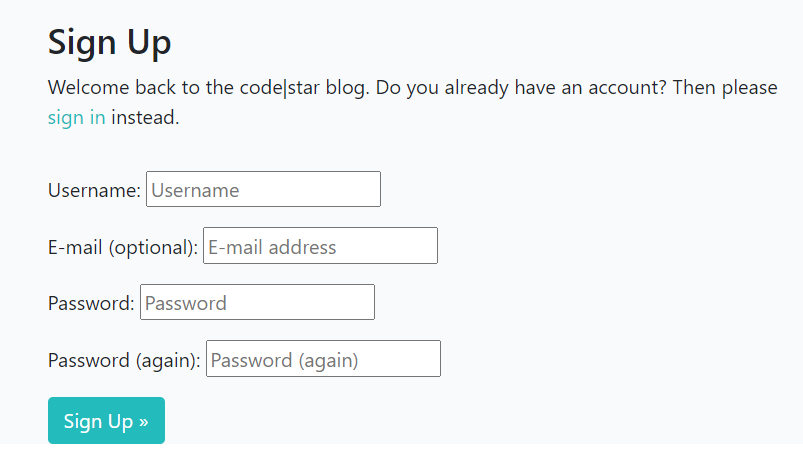 Sign Up
Welcome back to the code|star blog. Do you already have an account? Then please
sign in instead.
Username: Username
E-mail (optional): E-mail address
Password: Password
Password (again): Password (again)
Sign Up »